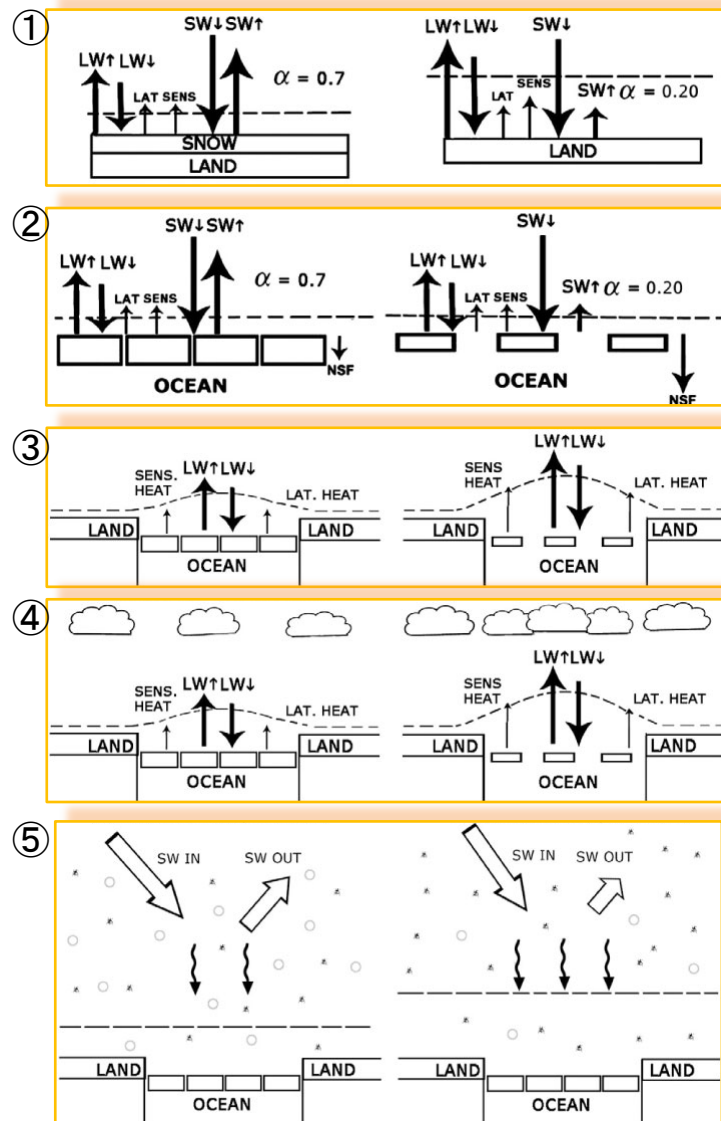 ①
SW↓ SW↑
LW↑ LW↓
LAT SENS
α = 0.7
SNOW
LAND
LW↑ LW↓
SW↓
SENS
LAT
SW↑ α = 0.20
LAND
②
SW↓ SW↑
LW↑ LW↓
LAT SENS
α = 0.7
NSF
OCEAN
SW↓
LW↑ LW↓
LAT SENS
SW↑ α = 0.20
OCEAN
NSF
③
SENS.
HEAT
LW↑ LW↓
LAT. HEAT
LAND
LAND
OCEAN
SENS
HEAT
LW↑ LW↓
LAT. HEAT
LAND
LAND
OCEAN
④
SENS.
HEAT
LW↑ LW↓
LAT. HEAT
LAND
LAND
OCEAN
SENS
HEAT
LW↑ LW↓
LAT. HEAT
LAND
LAND
OCEAN
⑤
SW IN
SW OUT
LAND
LAND
OCEAN
SW IN
SW OUT
LAND
LAND
OCEAN